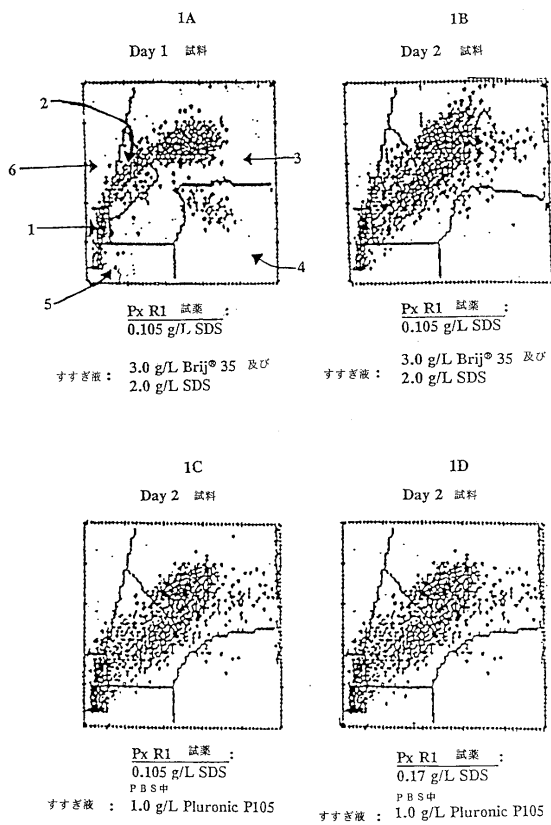 1A
Day 1 試料
2
6
3
1
4
5
Px R1 試薬 :
0.105 g/L SDS
すすぎ液 : 3.0 g/L Brij® 35 及び
2.0 g/L SDS
1B
Day 2 試料
Px R1 試薬 :
0.105 g/L SDS
すすぎ液 : 3.0 g/L Brij® 35 及び
2.0 g/L SDS
1C
Day 2 試料
Px R1 試薬 :
0.105 g/L SDS
PBS中
すすぎ液 : 1.0 g/L Pluronic P105
1D
Day 2 試料
Px R1 試薬 :
0.17 g/L SDS
PBS中
すすぎ液 : 1.0 g/L Pluronic P105